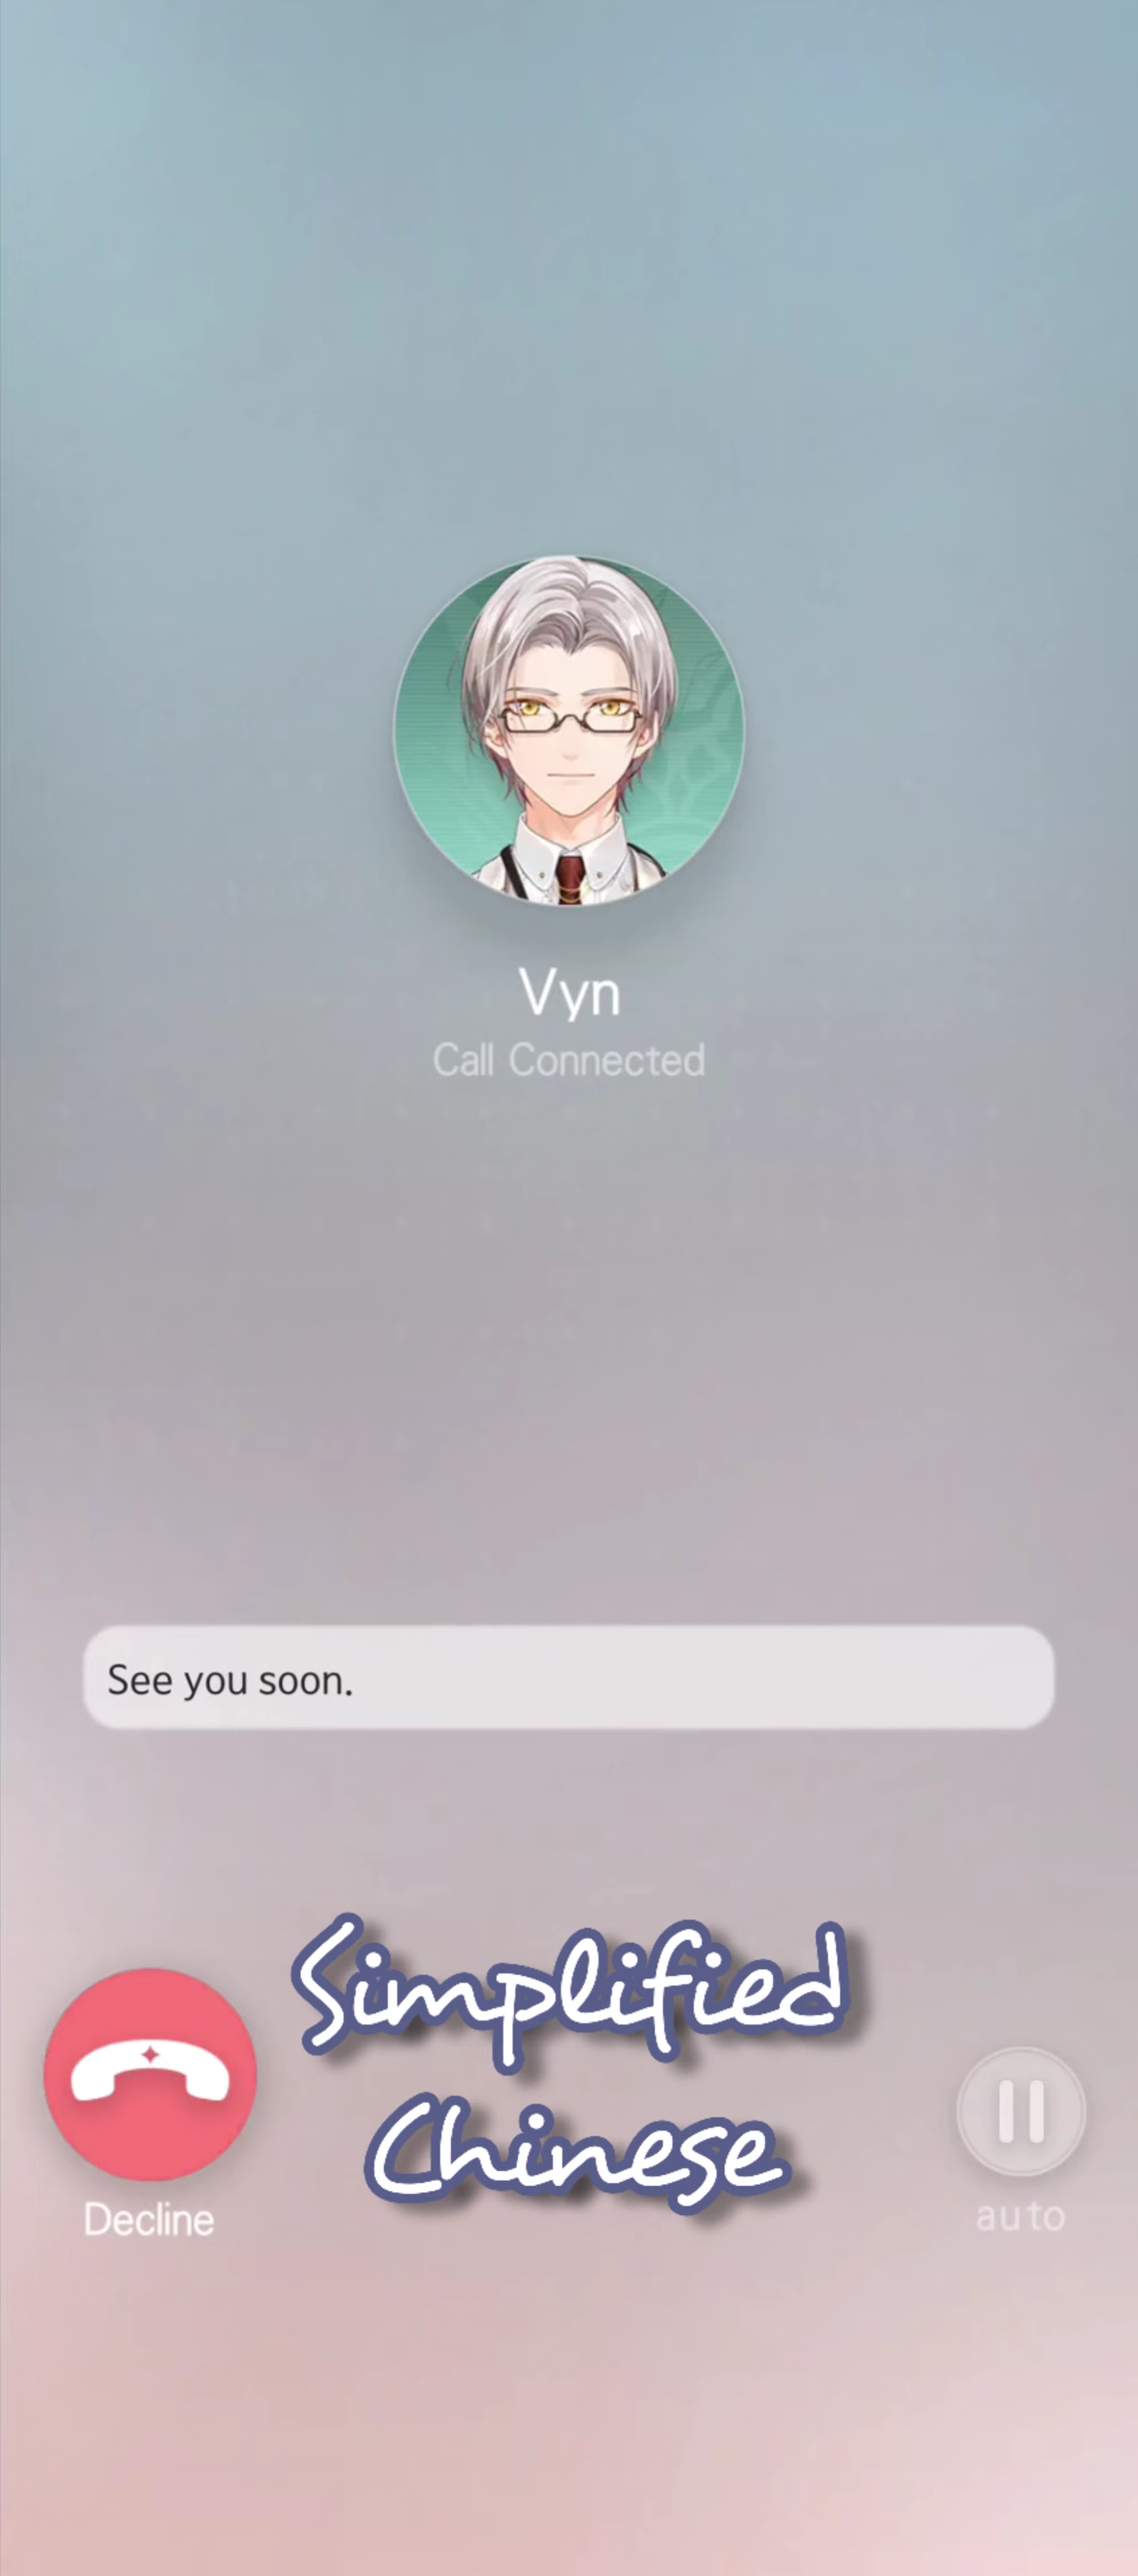 Vyn
Call Connected
See you soon.
Simplified
Chinese
Decline
auto